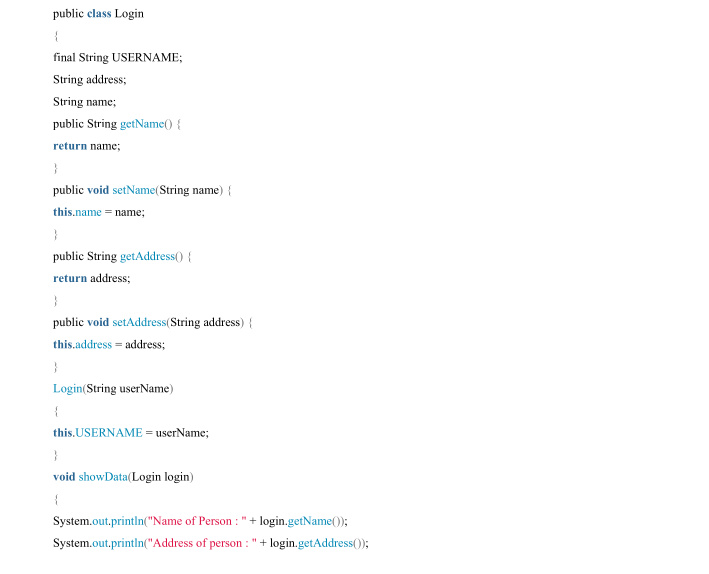 public class Login
{
final String USERNAME;
String address;
String name;
public String getName() {
return name;
}
public void setName(String name) {
this.name = name;
}
public String getAddress() {
return address;
}
public void setAddress(String address) {
this.address = address;
}
Login(String userName)
{
this.USERNAME = userName;
}
void showData(Login login)
{
System.out.println("Name of Person : " + login.getName());
System.out.println("Address of person : " + login.getAddress());